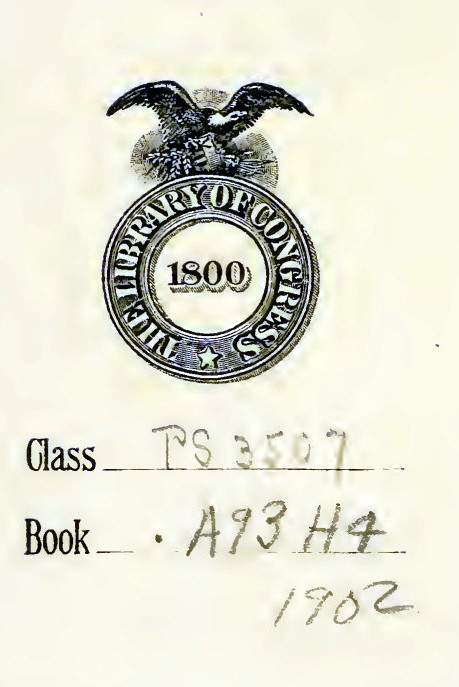 THE LIBRARY OF CONGRESS
1800
Class PS 3507
Book . A93 H4
1902